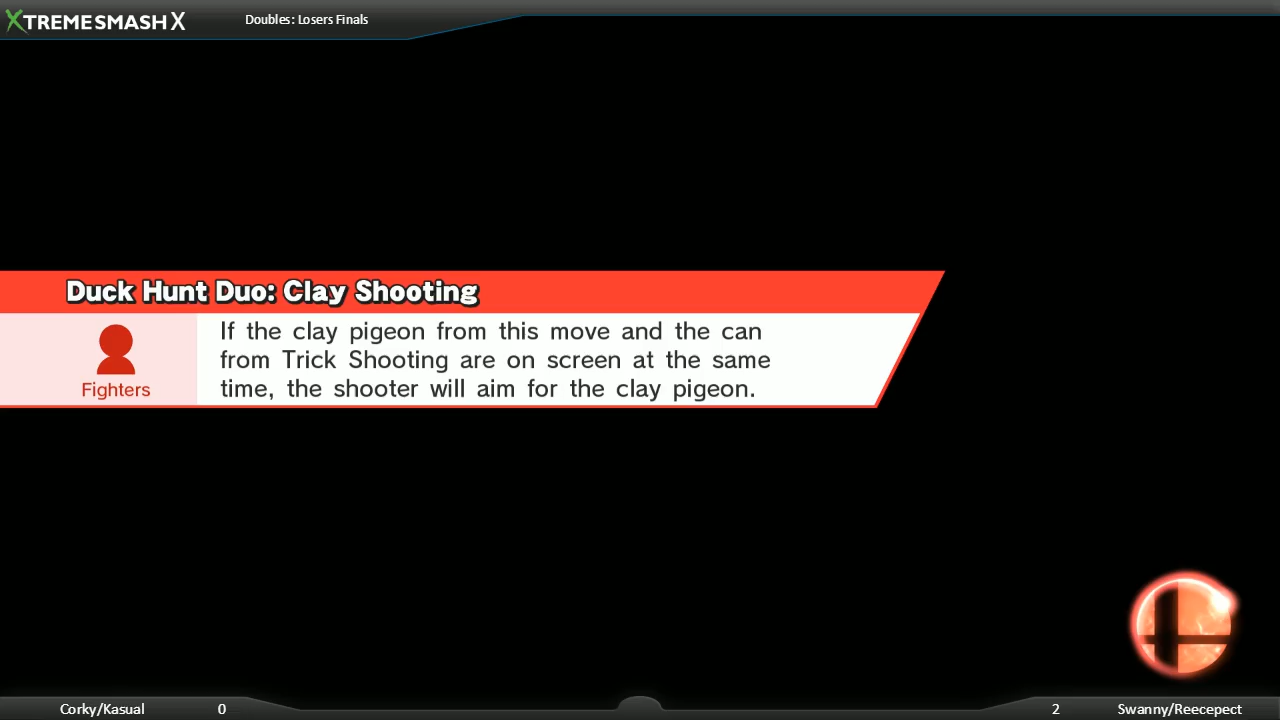 XTREMESMASH X
Doubles: Losers Finals
Duck Hunt Duo: Clay Shooting
If the clay pigeon from this move and the can
from Trick Shooting are on screen at the same
time, the shooter will aim for the clay pigeon.
Fighters
Corky/Kasual 0
2 Swanny/Reecepect